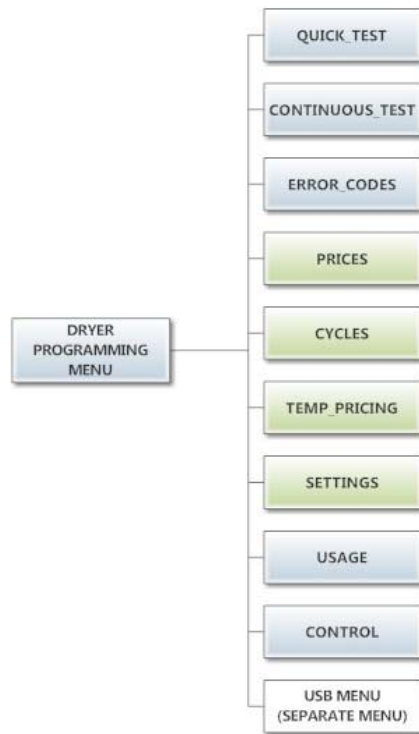 QUICK_TEST
CONTINUOUS_TEST
ERROR_CODES
PRICES
DRYER
PROGRAMMING
MENU
CYCLES
TEMP_PRICING
SETTINGS
USAGE
CONTROL
USB MENU
(SEPARATE MENU)